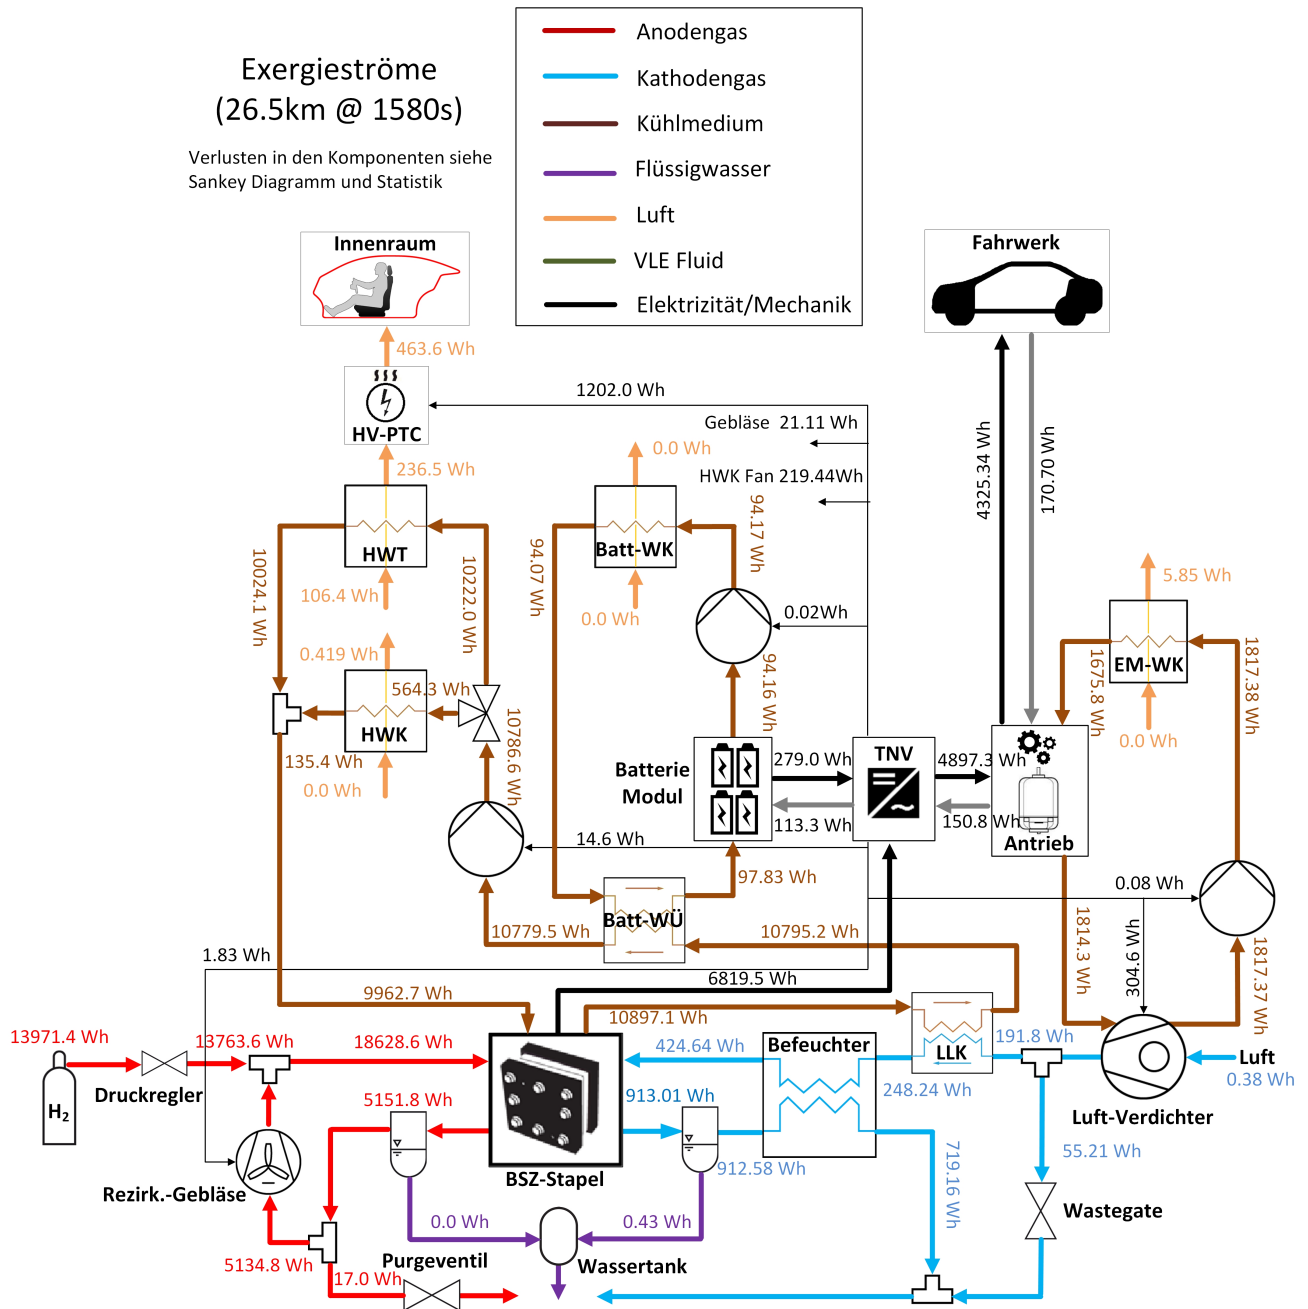 Exergieströme
(26.5km @ 1580s)
Verlusten in den Komponenten siehe
Sankey Diagramm und Statistik
Anodengas
Kathodengas
Kühlmedium
Flüssigwasser
Luft
VLE Fluid
Elektrizität/Mechanik
Innenraum
Fahrwerk
463.6 Wh
HV-PTC
1202.0 Wh
Gebläse 21.11 Wh
HWK Fan 219.44Wh
4325.34 Wh
170.70 Wh
236.5 Wh
0.0 Wh
HWT
Batt-WK
94.17 Wh
94.07 Wh
10024.1 Wh
10222.0 Wh
106.4 Wh
0.0 Wh
0.02Wh
5.85 Wh
EM-WK
1817.38 Wh
1675.8 Wh
0.0 Wh
0.419 Wh
564.3 Wh
HWK
135.4 Wh
0.0 Wh
10786.6 Wh
94.16 Wh
Batterie
Modul
279.0 Wh
113.3 Wh
TNV
4897.3 Wh
150.8 Wh
Antrieb
14.6 Wh
97.83 Wh
Batt-WÜ
10779.5 Wh
10795.2 Wh
0.08 Wh
1814.3 Wh
304.6 Wh
1817.37 Wh
1.83 Wh
6819.5 Wh
9962.7 Wh
10897.1 Wh
13971.4 Wh
13763.6 Wh
18628.6 Wh
424.64 Wh
Befeuchter
LLK
191.8 Wh
248.24 Wh
Luft
0.38 Wh
Luft-Verdichter
H2
Druckregler
5151.8 Wh
913.01 Wh
912.58 Wh
BSZ-Stapel
719.16 Wh
55.21 Wh
Wastegate
Rezirk.-Gebläse
0.0 Wh
0.43 Wh
5134.8 Wh
17.0 Wh
Purgeventil
Wassertank